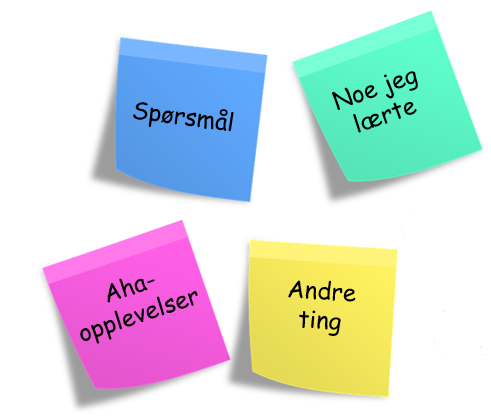 Spørsmål
Noe jeg
lærte
Aha-
opplevelser
Andre
ting